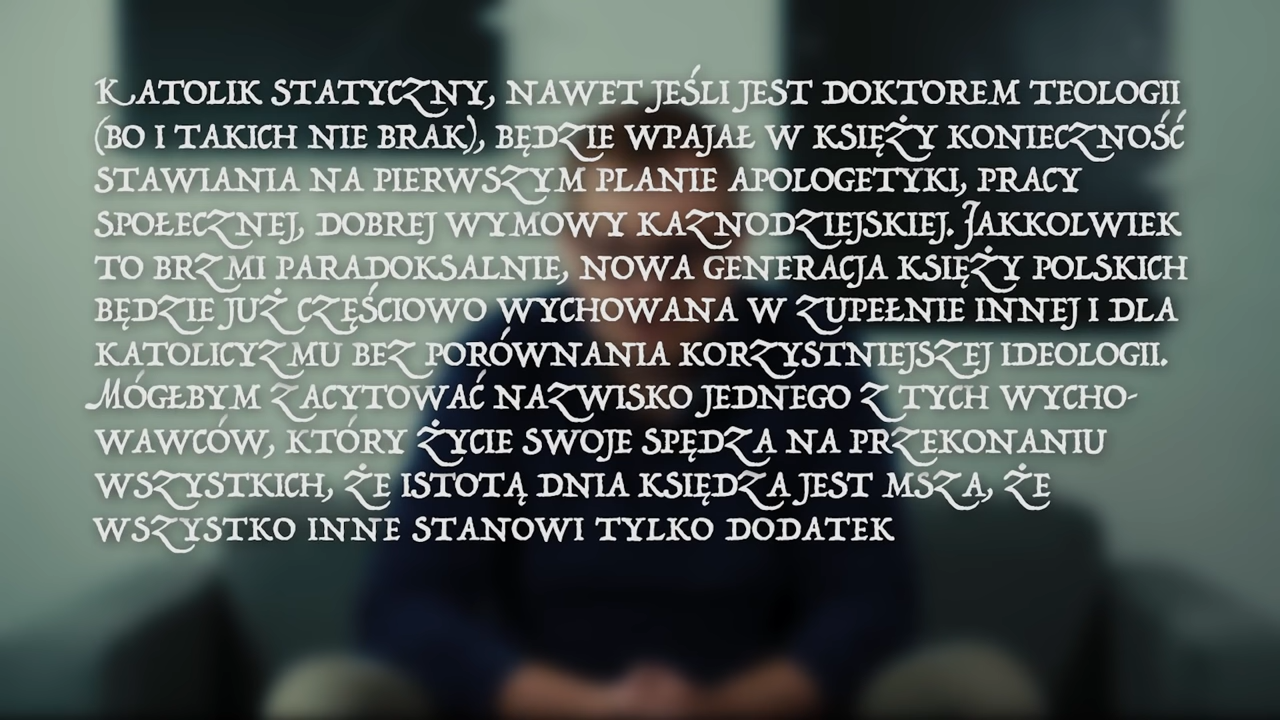 Katolik statyczny, nawet jeśli jest doktorem teologii
(bo i takich nie brak), będzie wpajał w księży konieczność
stawiania na pierwszym planie apologetyki, pracy
społecznej, dobrej wymowy kaznodziejskiej. Jakkolwiek
to brzmi paradoksalnie, nowa generacja księży polskich
będzie już częściowo wychowana w zupełnie innej i dla
katolicyzmu bez porównania korzystniejszej ideologii.
Mógłbym zacytować nazwisko jednego z tych wycho-
wawców, który życie swoje spędza na przekonaniu
wszystkich, że istotą dnia księdza jest msza, że
wszystko inne stanowi tylko dodatek